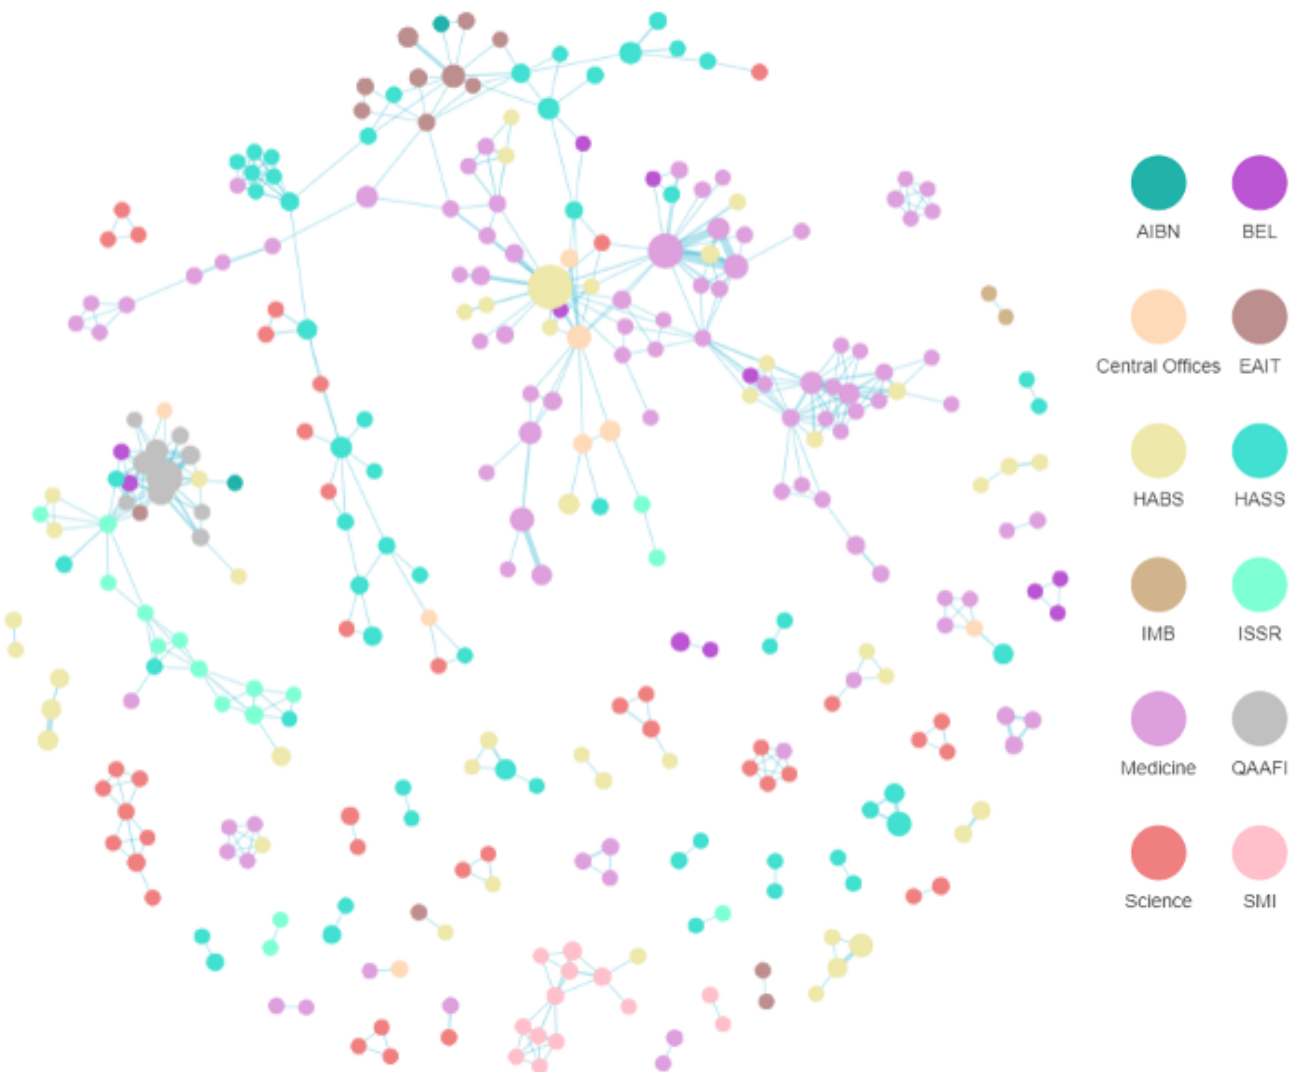 AIBN BEL
Central Offices EAIT
HABS HASS
IMB ISSR
Medicine QAAFI
Science SMI